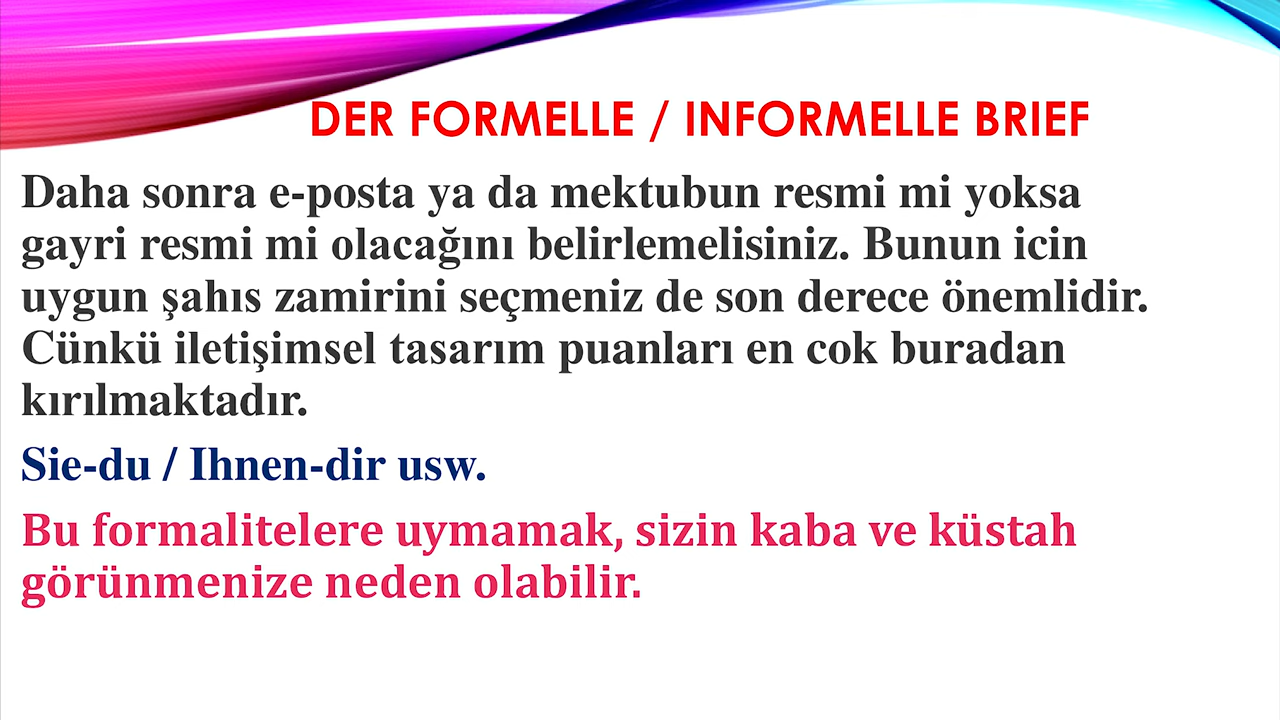 DER FORMELLE / INFORMELLE BRIEF
Daha sonra e-posta ya da mektubun resmi mi yoksa
gayri resmi mi olacağını belirlemelisiniz. Bunun icin
uygun şahıs zamirini seçmeniz de son derece önemlidir.
Cünkü iletişimsel tasarım puanları en cok buradan
kırılmaktadır.
Sie-du / Ihnen-dir usw.
Bu formalitelere uymamak, sizin kaba ve küstah
görünmenize neden olabilir.